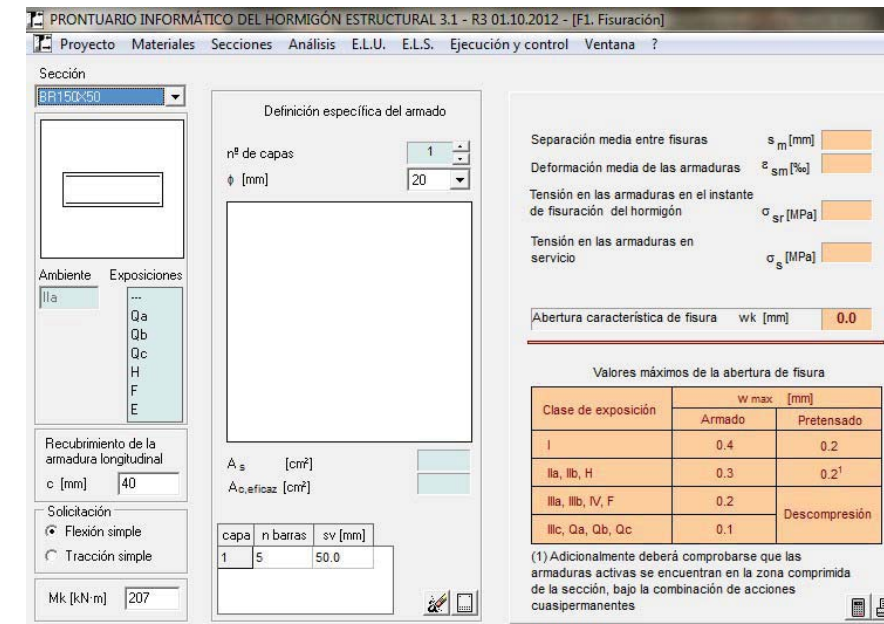 PRONTUARIO INFORMÁTICO DEL HORMIGÓN ESTRUCTURAL 3.1 - R3 01.10.2012 - [F1. Fisuración]
Proyecto Materiales Secciones Análisis E.L.U. E.L.S. Ejecución y control Ventana ?
Sección
BR150X50
Ambiente Exposiciones
IIa
---
Qa
Qb
Qc
H
F
E
Recubrimiento de la
armadura longitudinal
c [mm] 40
Solicitación
Flexión simple
Tracción simple
Mk [kN·m] 207
Definición específica del armado
nº de capas 1
ϕ [mm] 20
A s [cm²]
Ac,eficaz [cm²]
capa n barras sv [mm]
1 5 50.0
Separación media entre fisuras s m [mm]
Deformación media de las armaduras ε sm [‰]
Tensión en las armaduras en el instante
de fisuración del hormigón σ sr [MPa]
Tensión en las armaduras en
servicio σ s [MPa]
Abertura característica de fisura wk [mm] 0.0
Valores máximos de la abertura de fisura
Clase de exposición w max [mm]
Armado Pretensado
I 0.4 0.2
IIa, IIb, H 0.3 0.2¹
IIIa, IIIb, IV, F 0.2 Descompresión
IIIc, Qa, Qb, Qc 0.1
(1) Adicionalmente deberá comprobarse que las
armaduras activas se encuentran en la zona comprimida
de la sección, bajo la combinación de acciones
cuasipermanentes